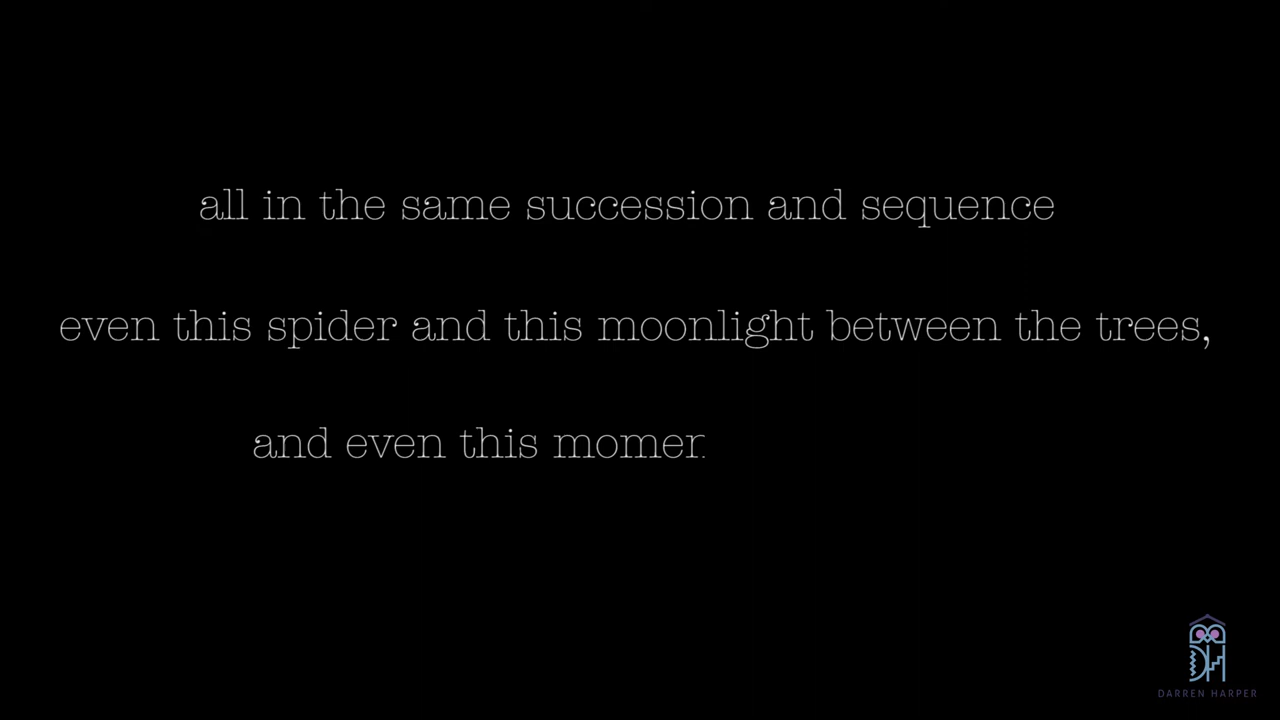 all in the same succession and sequence
even this spider and this moonlight between the trees,
and even this
DARREN HARPER